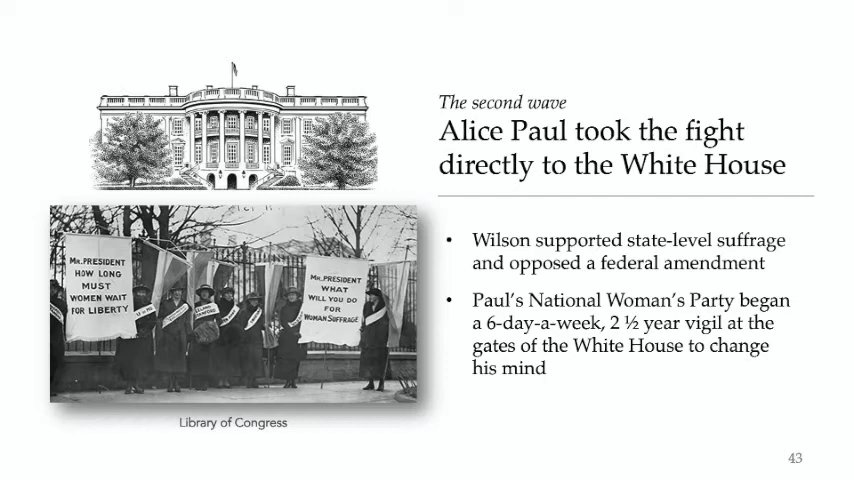 The second wave
Alice Paul took the fight
directly to the White House
• Wilson supported state-level suffrage
and opposed a federal amendment
• Paul's National Woman's Party began
a 6-day-a-week, 2 ½ year vigil at the
gates of the White House to change
his mind
MR. PRESIDENT
HOW LONG
MUST
WOMEN WAIT
FOR LIBERTY
MR. PRESIDENT
WHAT
WILL YOU DO
FOR
WOMAN SUFFRAGE
Library of Congress
43